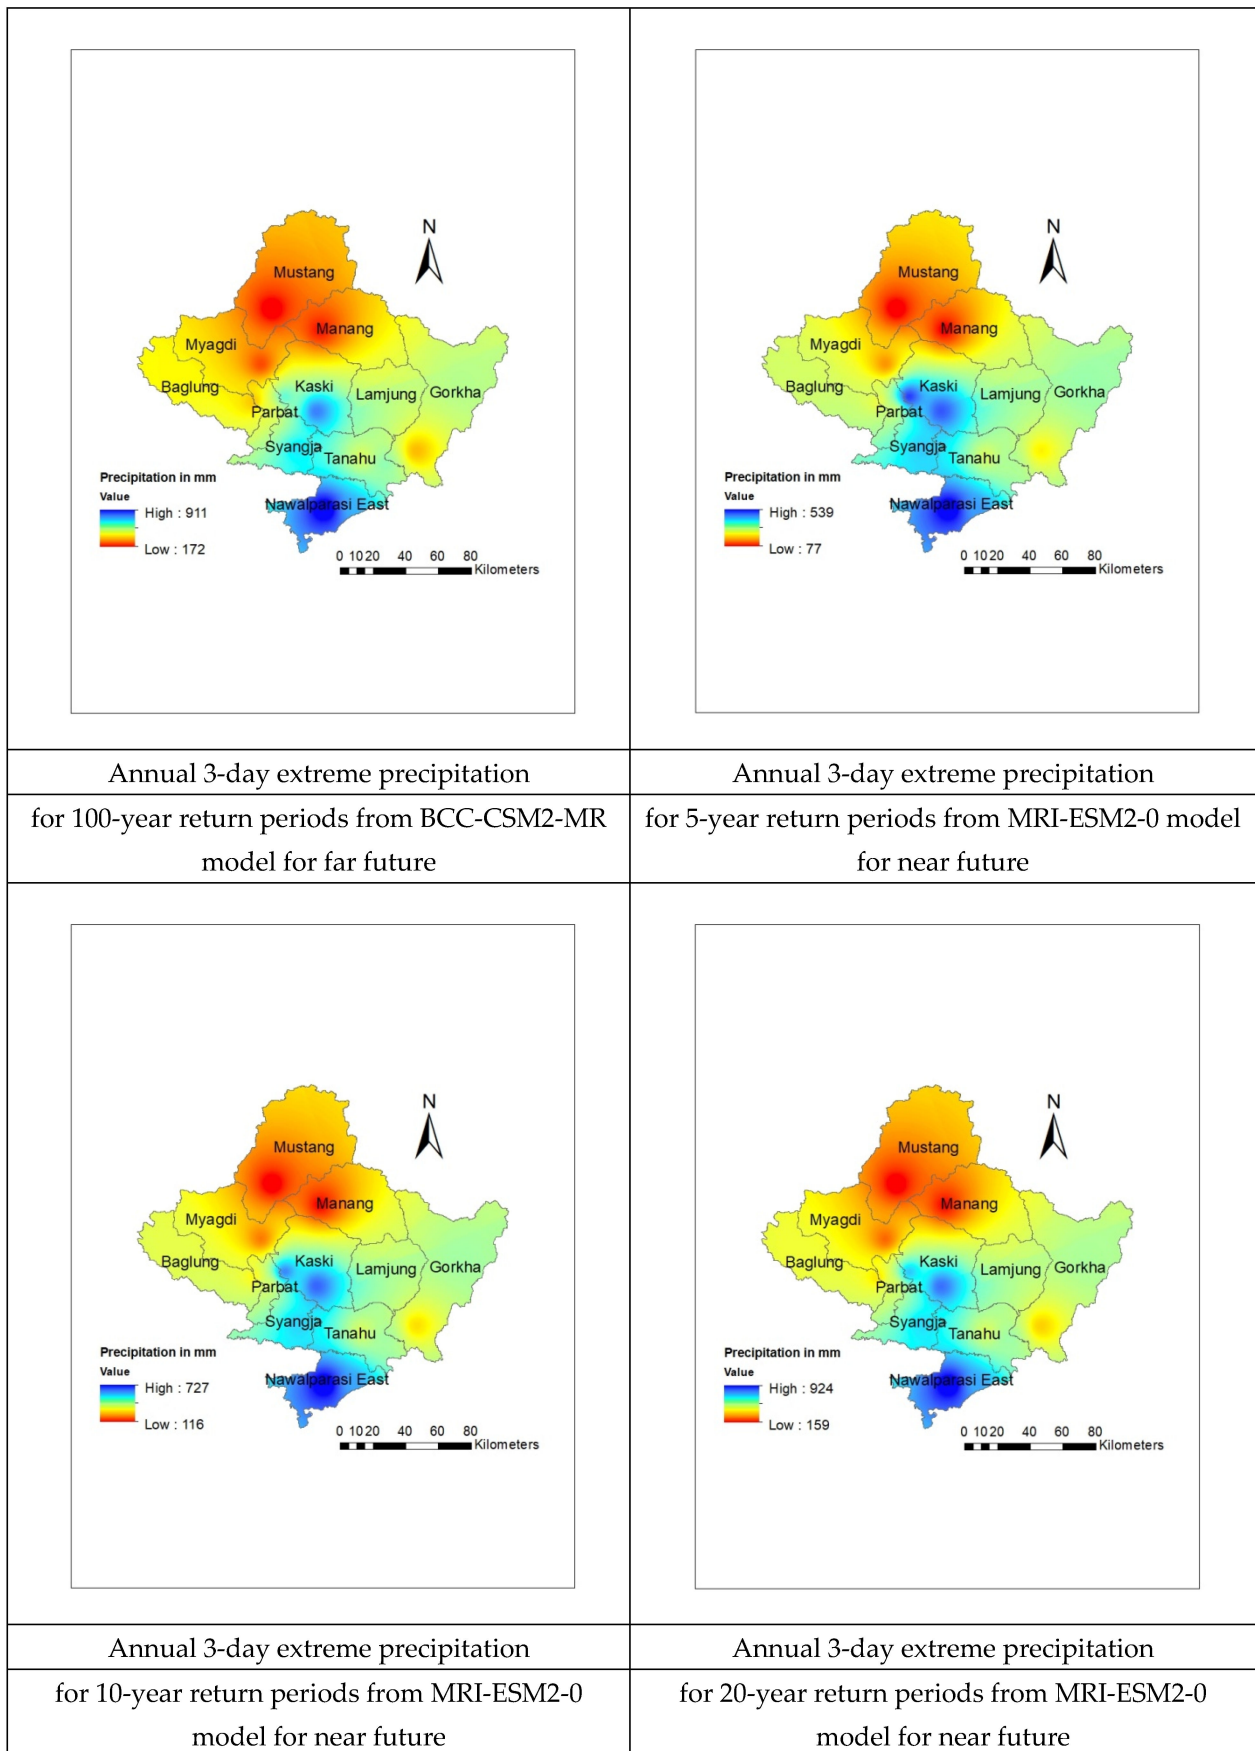 N
Mustang
Manang
Myagdi
Baglung
Kaski
Lamjung
Gorkha
Parbat
Syangja
Tanahu
Nawalparasi East
Precipitation in mm
Value
High : 911
Low : 172
0 10 20 40 60 80
Kilometers
Annual 3-day extreme precipitation
for 100-year return periods from BCC-CSM2-MR
model for far future
N
Mustang
Manang
Myagdi
Baglung
Kaski
Lamjung
Gorkha
Parbat
Syangja
Tanahu
Nawalparasi East
Precipitation in mm
Value
High : 539
Low : 77
0 10 20 40 60 80
Kilometers
Annual 3-day extreme precipitation
for 5-year return periods from MRI-ESM2-0 model
for near future
N
Mustang
Manang
Myagdi
Baglung
Kaski
Lamjung
Gorkha
Parbat
Syangja
Tanahu
Nawalparasi East
Precipitation in mm
Value
High : 727
Low : 116
0 10 20 40 60 80
Kilometers
Annual 3-day extreme precipitation
for 10-year return periods from MRI-ESM2-0
model for near future
N
Mustang
Manang
Myagdi
Baglung
Kaski
Lamjung
Gorkha
Parbat
Syangja
Tanahu
Nawalparasi East
Precipitation in mm
Value
High : 924
Low : 159
0 10 20 40 60 80
Kilometers
Annual 3-day extreme precipitation
for 20-year return periods from MRI-ESM2-0
model for near future